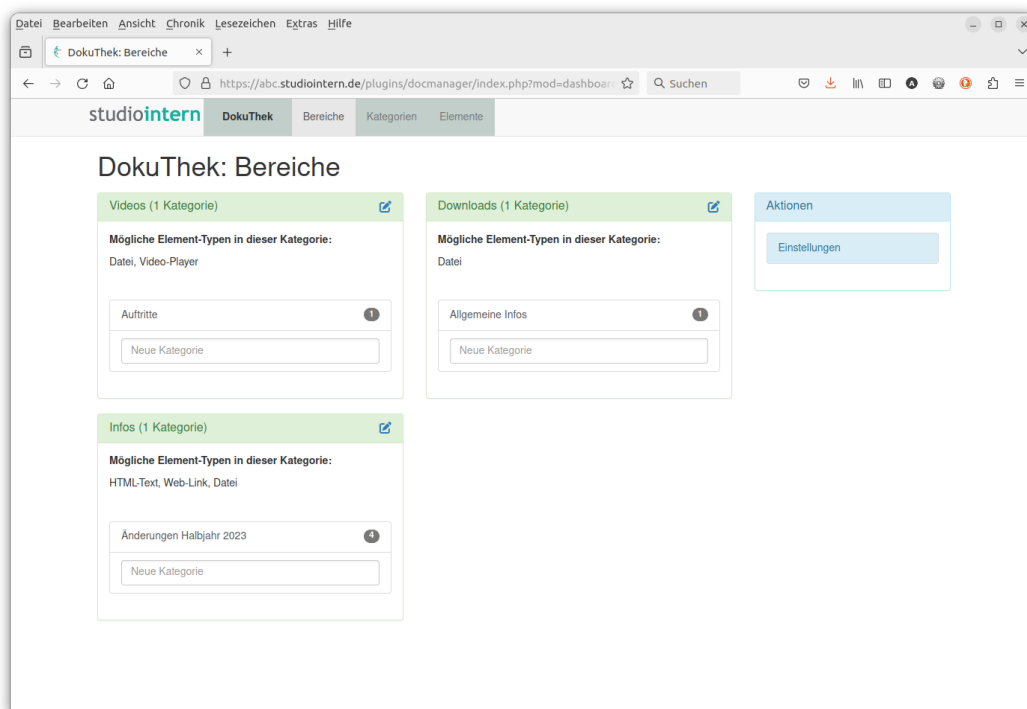 Datei Bearbeiten Ansicht Chronik Lesezeichen Extras Hilfe
DokuThek: Bereiche
https://abc.studiointern.de/plugins/docmanager/index.php?mod=dashboard
Suchen
studiointern DokuThek Bereiche Kategorien Elemente
DokuThek: Bereiche
Videos (1 Kategorie)
Mögliche Element-Typen in dieser Kategorie:
Datei, Video-Player
Auftritte 1
Neue Kategorie
Downloads (1 Kategorie)
Mögliche Element-Typen in dieser Kategorie:
Datei
Allgemeine Infos 1
Neue Kategorie
Aktionen
Einstellungen
Infos (1 Kategorie)
Mögliche Element-Typen in dieser Kategorie:
HTML-Text, Web-Link, Datei
Änderungen Halbjahr 2023 4
Neue Kategorie